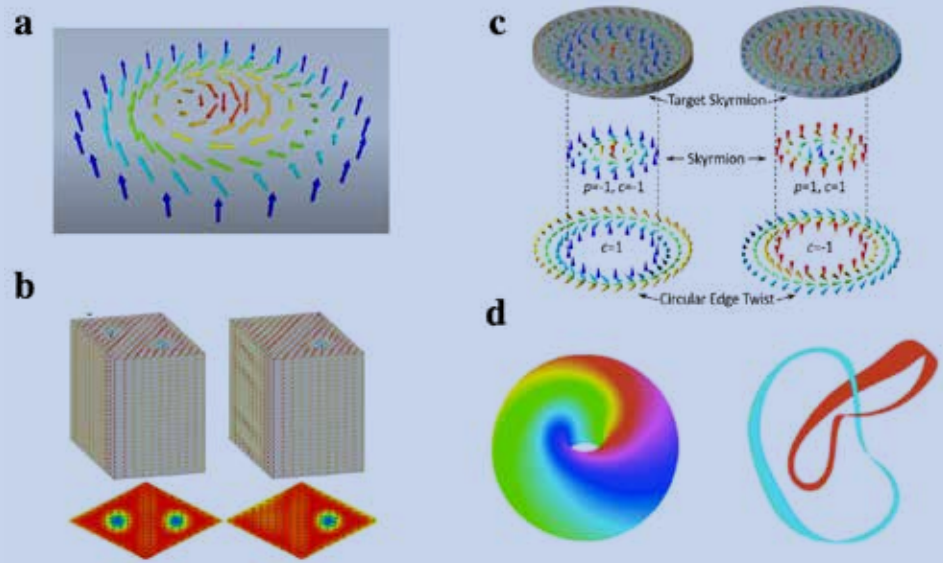 a
c
Target Skyrmion
Skyrmion
p=-1, c=-1
p=1, c=1
c=1
c=-1
Circular Edge Twist
b
d